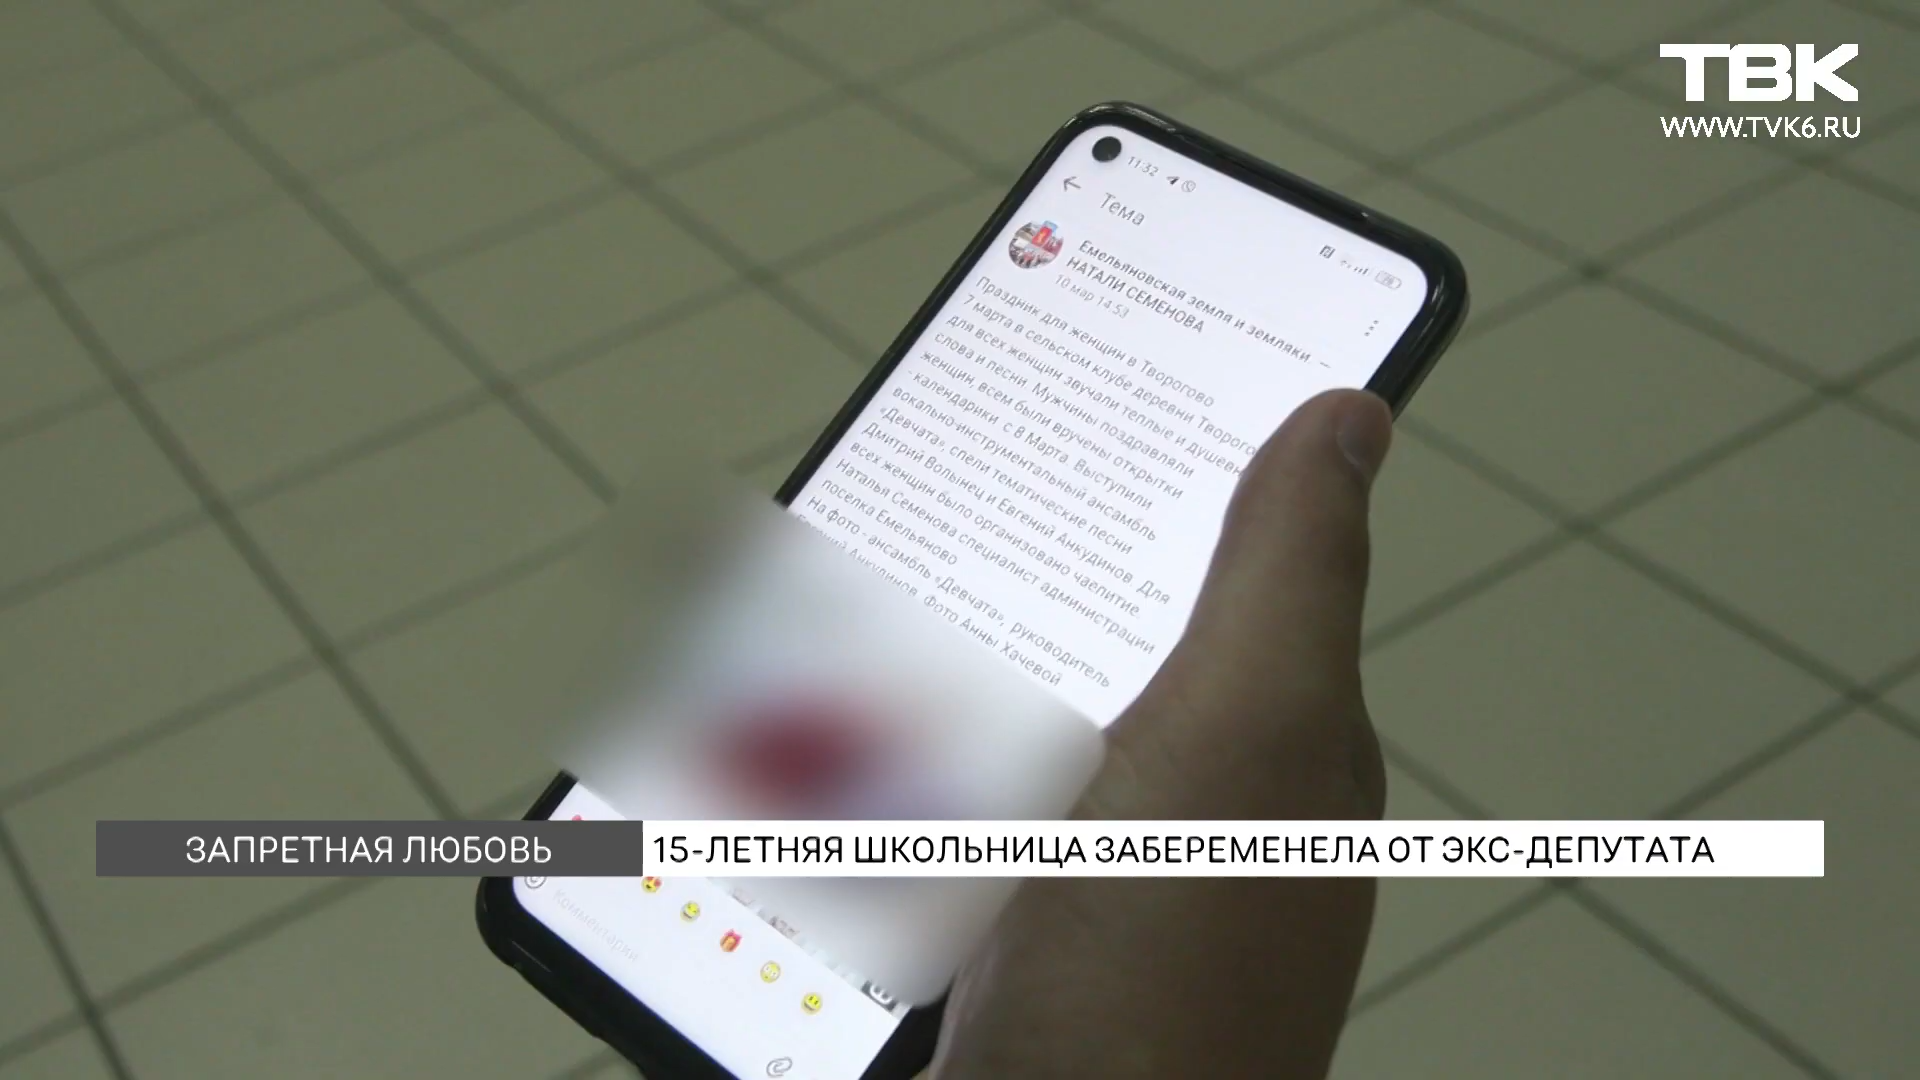 ТВК
WWW.TVK6.RU
11:32
Тема
Емельяновская земля и земляки. –
НАТАЛИ СЕМЕНОВА
10 мар 14:53
Праздник для женщин в Творогово
7 марта в сельском клубе деревни Творогово
для всех женщин звучали теплые и душевные
слова и песни. Мужчины поздравляли
женщин, всем были вручены открытки
- календарики с 8 Марта. Выступили
вокально-инструментальный ансамбль
«Девчата», спели тематические песни
Дмитрий Волынец и Евгений Анкудинов. Для
всех женщин было организовано чаепитие.
Наталья Семенова специалист администрации
поселка Емельяново
На фото - ансамбль «Девчата», руководитель
Евгений Анкудинов. Фото Анны Хачевой
ЗАПРЕТНАЯ ЛЮБОВЬ
15-ЛЕТНЯЯ ШКОЛЬНИЦА ЗАБЕРЕМЕНЕЛА ОТ ЭКС-ДЕПУТАТА
Комментарий